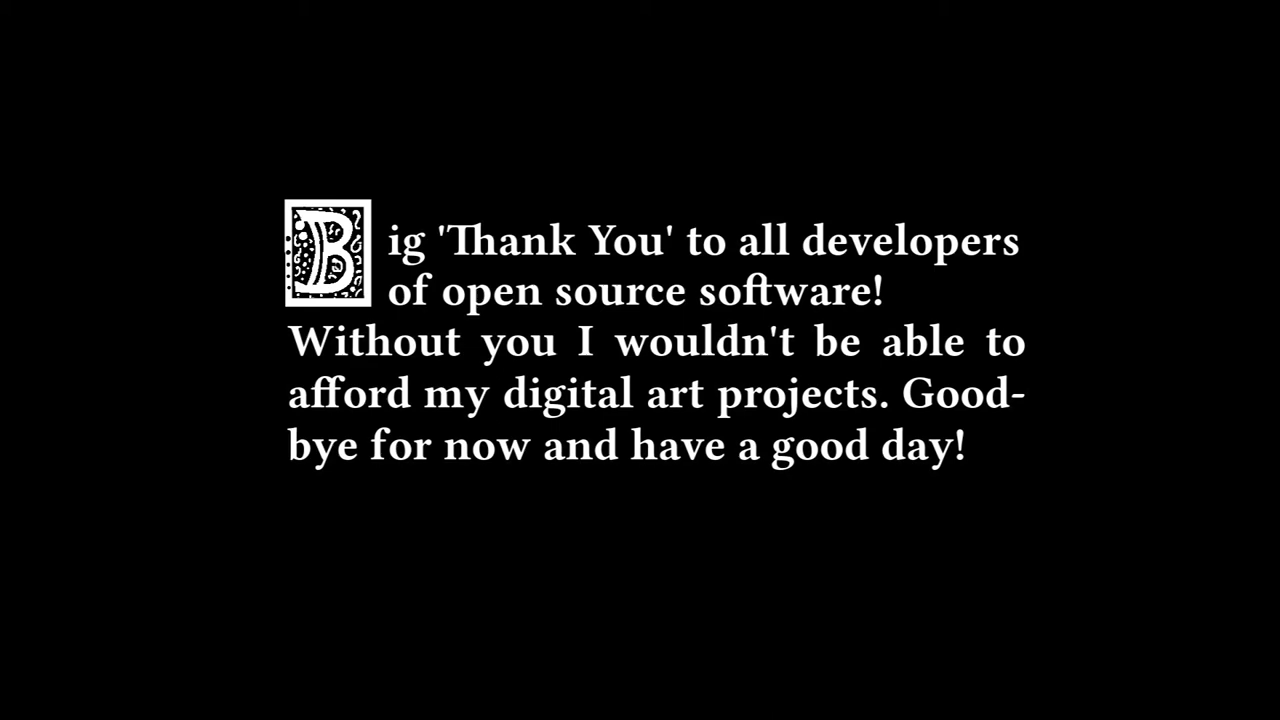 Big 'Thank You' to all developers
of open source software!
Without you I wouldn't be able to
afford my digital art projects. Good-
bye for now and have a good day!